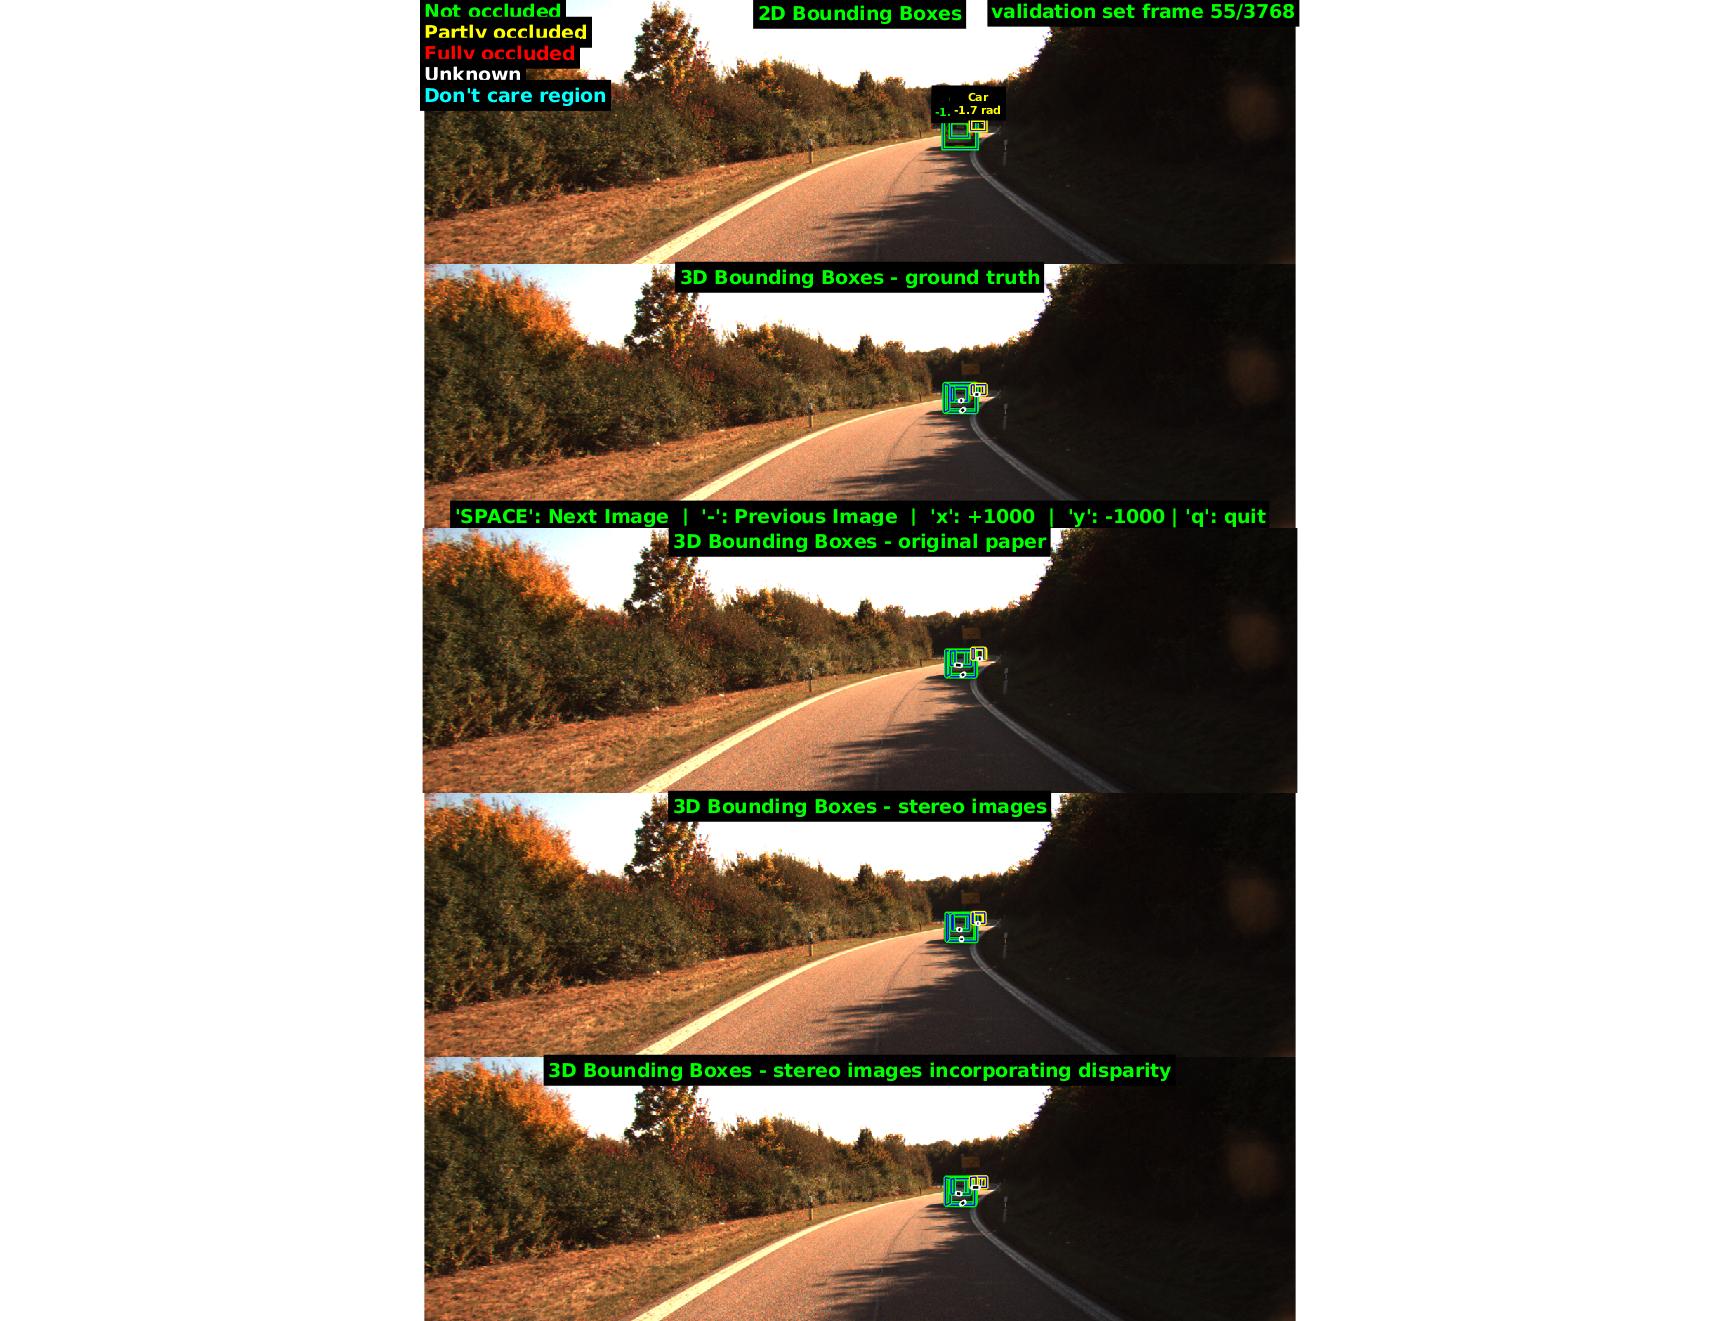 Not occluded
2D Bounding Boxes
validation set frame 55/3768
Partly occluded
Fully occluded
Unknown
Don't care region
Car
-1. -1.7 rad
3D Bounding Boxes - ground truth
'SPACE': Next Image | '-': Previous Image | 'x': +1000 | 'y': -1000 | 'q': quit
3D Bounding Boxes - original paper
3D Bounding Boxes - stereo images
3D Bounding Boxes - stereo images incorporating disparity